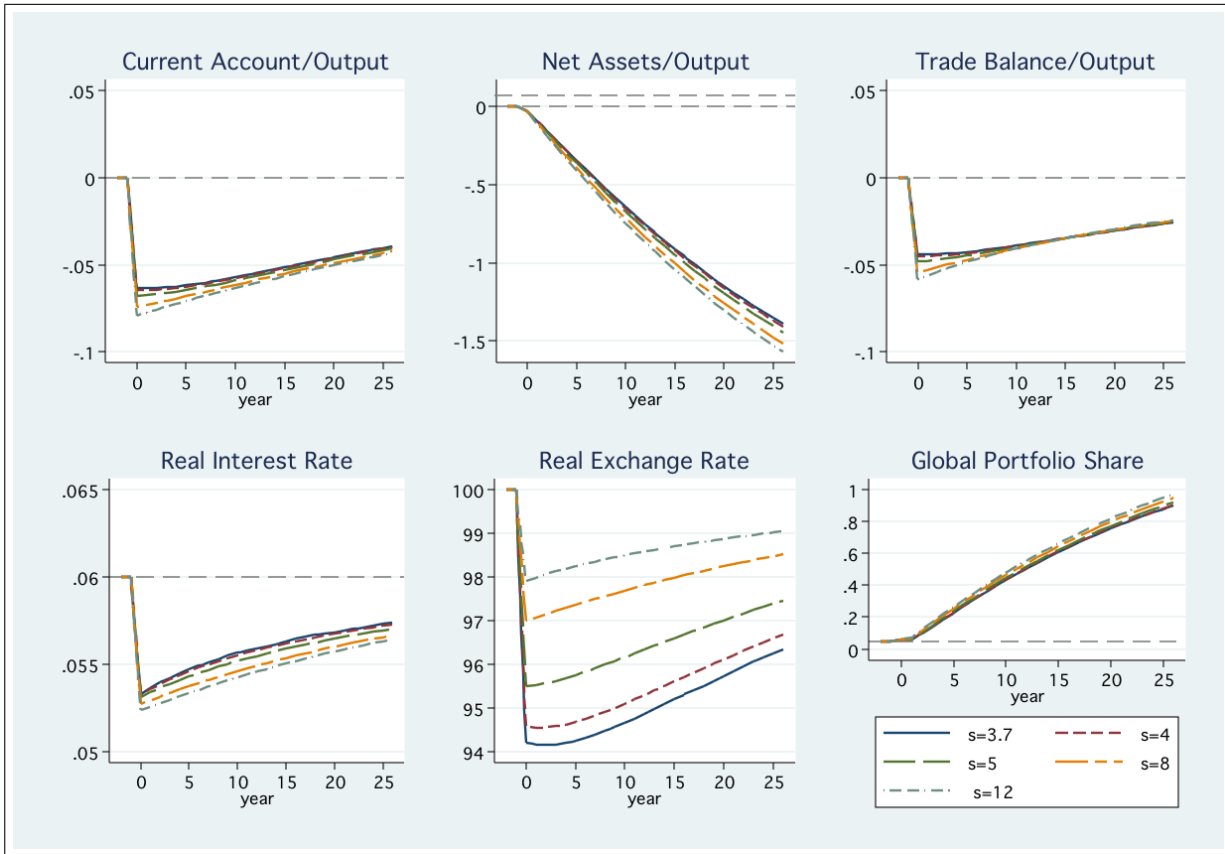 Current Account/Output
.05
0
-.05
-.1
0 5 10 15 20 25
year
Net Assets/Output
0
-.5
-1
-1.5
0 5 10 15 20 25
year
Trade Balance/Output
.05
0
-.05
-.1
0 5 10 15 20 25
year
Real Interest Rate
.065
.06
.055
.05
0 5 10 15 20 25
year
Real Exchange Rate
100
99
98
97
96
95
94
0 5 10 15 20 25
year
Global Portfolio Share
1
.8
.6
.4
.2
0
0 5 10 15 20 25
year
s=3.7 s=4
s=5 s=8
s=12